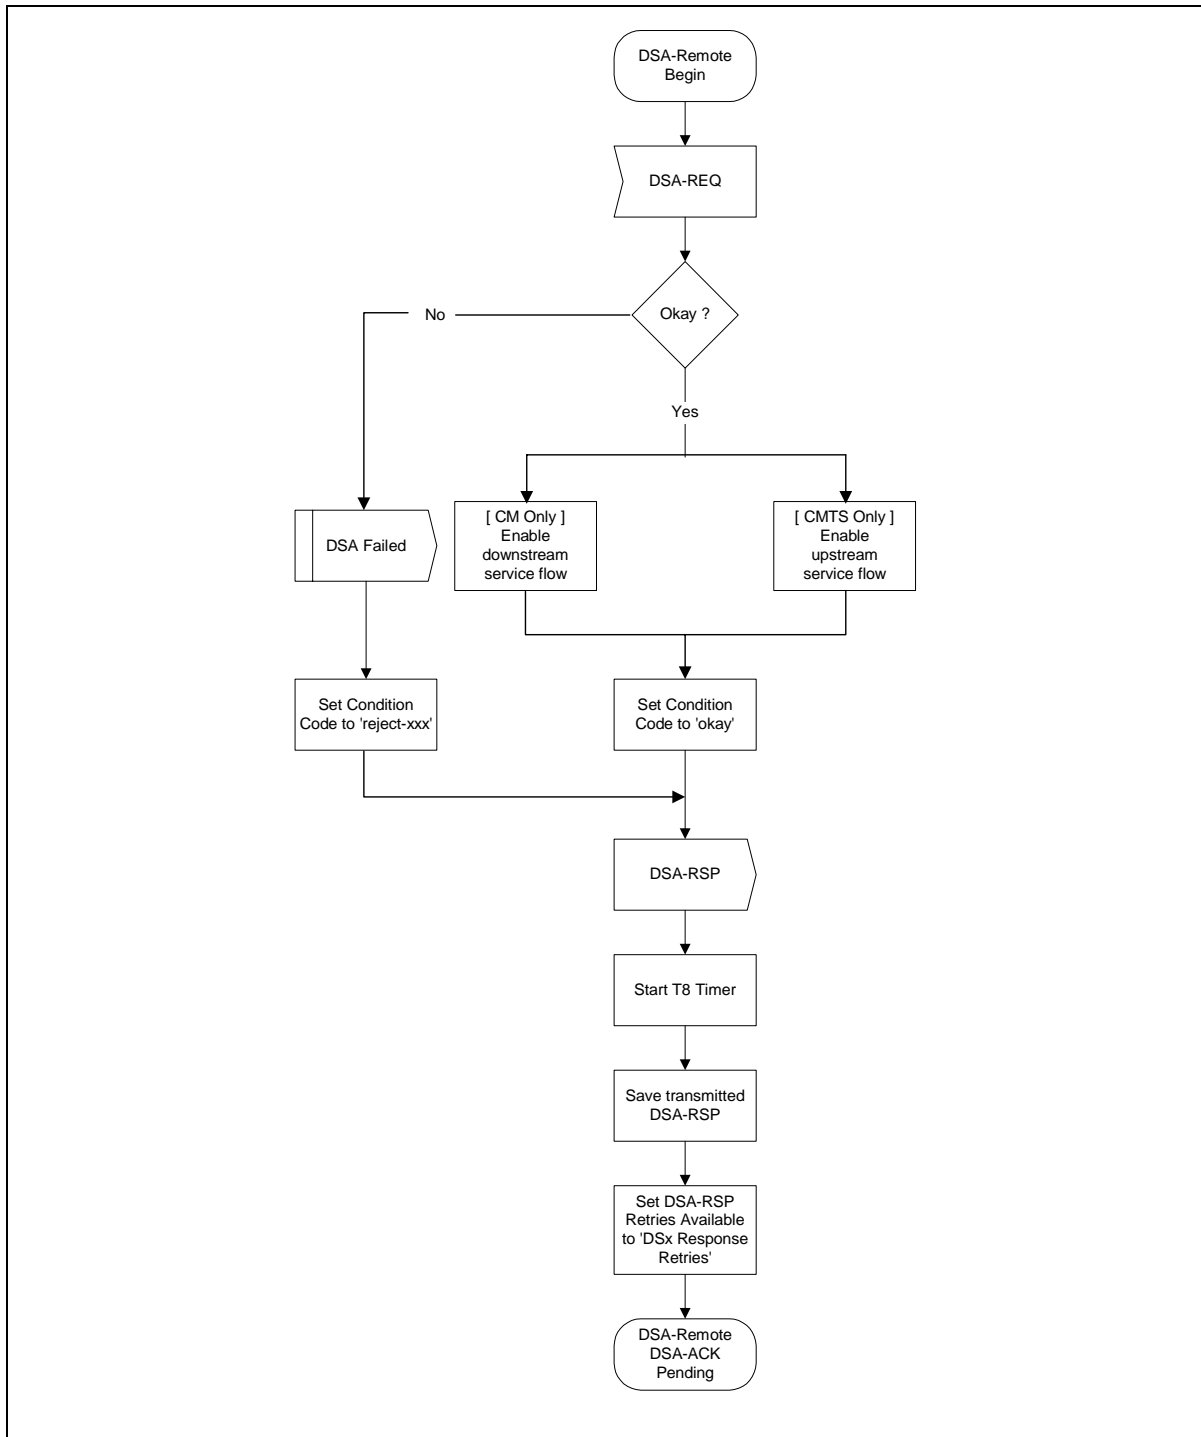 DSA-Remote
Begin
DSA-REQ
Okay ?
No
Yes
DSA Failed
[ CM Only ]
Enable
downstream
service flow
[ CMTS Only ]
Enable
upstream
service flow
Set Condition
Code to 'reject-xxx'
Set Condition
Code to 'okay'
DSA-RSP
Start T8 Timer
Save transmitted
DSA-RSP
Set DSA-RSP
Retries Available
to 'DSx Response
Retries'
DSA-Remote
DSA-ACK
Pending